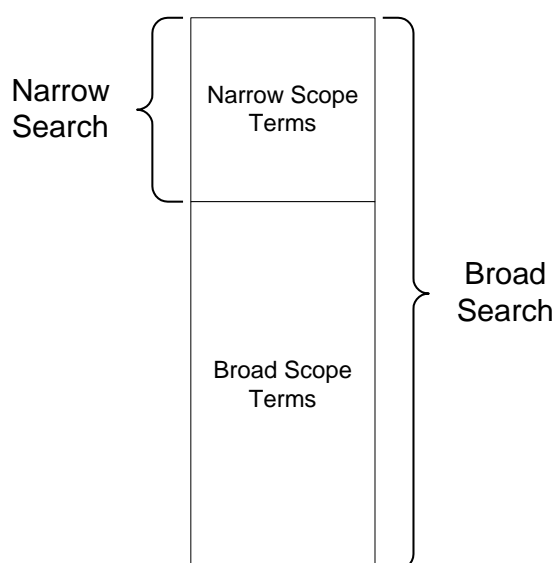 Narrow
Search
Narrow Scope
Terms
Broad
Search
Broad Scope
Terms